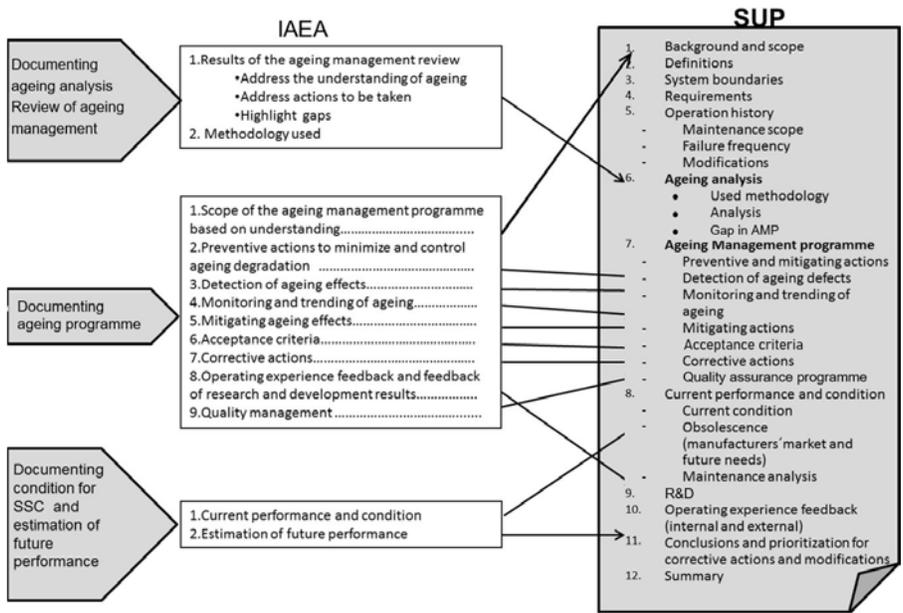 IAEA
SUP
Documenting
ageing analysis
Review of ageing
management
1.Results of the ageing management review
•Address the understanding of ageing
•Address actions to be taken
•Highlight gaps
2. Methodology used
Documenting
ageing programme
1.Scope of the ageing management programme
based on understanding................................
2.Preventive actions to minimize and control
ageing degradation ......................................
3.Detection of ageing effects..........................
4.Monitoring and trending of ageing...............
5.Mitigating ageing effects.............................
6.Acceptance criteria......................................
7.Corrective actions........................................
8.Operating experience feedback and feedback
of research and development results...............
9.Quality management ....................................
Documenting
condition for
SSC and
estimation of
future
performance
1.Current performance and condition
2.Estimation of future performance
1. Background and scope
2. Definitions
3. System boundaries
4. Requirements
5. Operation history
- Maintenance scope
- Failure frequency
- Modifications
6. Ageing analysis
• Used methodology
• Analysis
• Gap in AMP
7. Ageing Management programme
- Preventive and mitigating actions
- Detection of ageing defects
- Monitoring and trending of
ageing
- Mitigating actions
- Acceptance criteria
- Corrective actions
- Quality assurance programme
8. Current performance and condition
- Current condition
- Obsolescence
(manufacturers´market and
future needs)
- Maintenance analysis
9. R&D
10. Operating experience feedback
(internal and external)
11. Conclusions and prioritization for
corrective actions and modifications
12. Summary